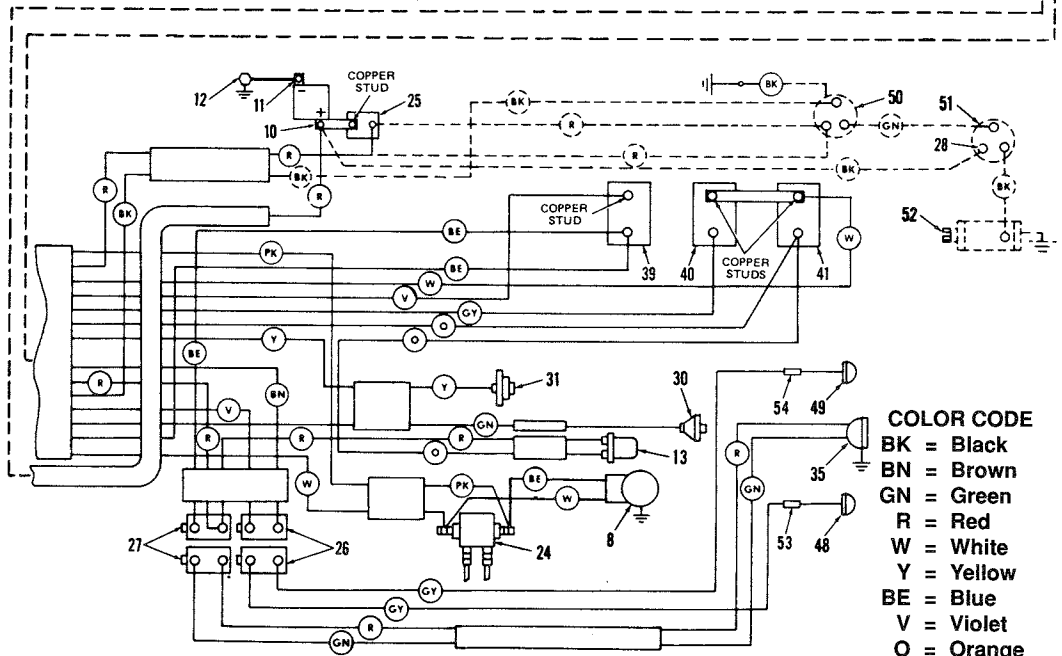 COPPER
STUD
12
11
25
10
BK
50
51
BK
R
GN
R
R
28
BK
BK
R
BK
R
BK
COPPER
STUD
52
BE
W
PK
39
40
COPPER
STUDS
41
BE
W
V
GY
O
Y
O
BE
R
Y
31
30
54
49
BN
V
GN
COLOR CODE
R
R
R
O
13
R
35
BK = Black
BN = Brown
W
PK
BE
GN
GN = Green
W
R = Red
27
26
24
8
53
48
W = White
Y = Yellow
GY
BE = Blue
GY
V = Violet
R
GN
O = Orange